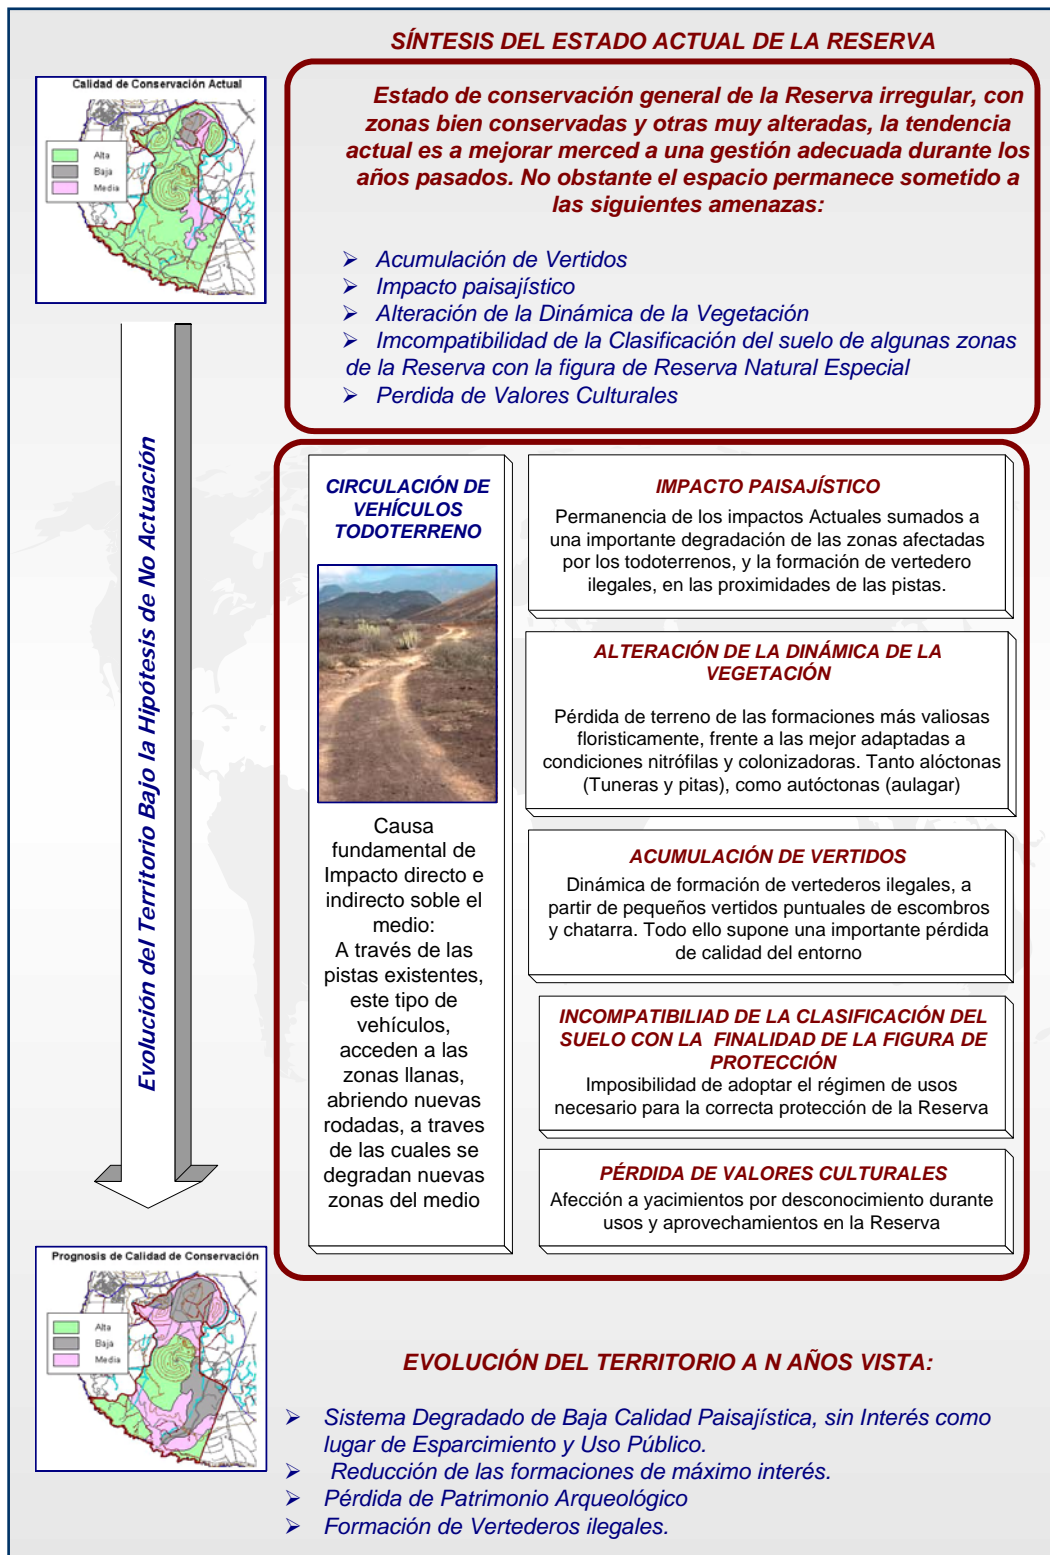 SÍNTESIS DEL ESTADO ACTUAL DE LA RESERVA
Calidad de Conservación Actual
Alta
Baja
Media
Estado de conservación general de la Reserva irregular, con
zonas bien conservadas y otras muy alteradas, la tendencia
actual es a mejorar merced a una gestión adecuada durante los
años pasados. No obstante el espacio permanece sometido a
las siguientes amenazas:
➢ Acumulación de Vertidos
➢ Impacto paisajístico
➢ Alteración de la Dinámica de la Vegetación
➢ Imcompatibilidad de la Clasificación del suelo de algunas zonas
de la Reserva con la figura de Reserva Natural Especial
➢ Perdida de Valores Culturales
Evolución del Territorio Bajo la Hipótesis de No Actuación
CIRCULACIÓN DE
VEHÍCULOS
TODOTERRENO
Causa
fundamental de
Impacto directo e
indirecto soble el
medio:
A través de las
pistas existentes,
este tipo de
vehículos,
acceden a las
zonas llanas,
abriendo nuevas
rodadas, a traves
de las cuales se
degradan nuevas
zonas del medio
IMPACTO PAISAJÍSTICO
Permanencia de los impactos Actuales sumados a
una importante degradación de las zonas afectadas
por los todoterrenos, y la formación de vertedero
ilegales, en las proximidades de las pistas.
ALTERACIÓN DE LA DINÁMICA DE LA
VEGETACIÓN
Pérdida de terreno de las formaciones más valiosas
floristicamente, frente a las mejor adaptadas a
condiciones nitrófilas y colonizadoras. Tanto alóctonas
(Tuneras y pitas), como autóctonas (aulagar)
ACUMULACIÓN DE VERTIDOS
Dinámica de formación de vertederos ilegales, a
partir de pequeños vertidos puntuales de escombros
y chatarra. Todo ello supone una importante pérdida
de calidad del entorno
INCOMPATIBILIAD DE LA CLASIFICACIÓN DEL
SUELO CON LA FINALIDAD DE LA FIGURA DE
PROTECCIÓN
Imposibilidad de adoptar el régimen de usos
necesario para la correcta protección de la Reserva
PÉRDIDA DE VALORES CULTURALES
Afección a yacimientos por desconocimiento durante
usos y aprovechamientos en la Reserva
Prognosis de Calidad de Conservación
Alta
Baja
Media
EVOLUCIÓN DEL TERRITORIO A N AÑOS VISTA:
➢ Sistema Degradado de Baja Calidad Paisajística, sin Interés como
lugar de Esparcimiento y Uso Público.
➢ Reducción de las formaciones de máximo interés.
➢ Pérdida de Patrimonio Arqueológico
➢ Formación de Vertederos ilegales.